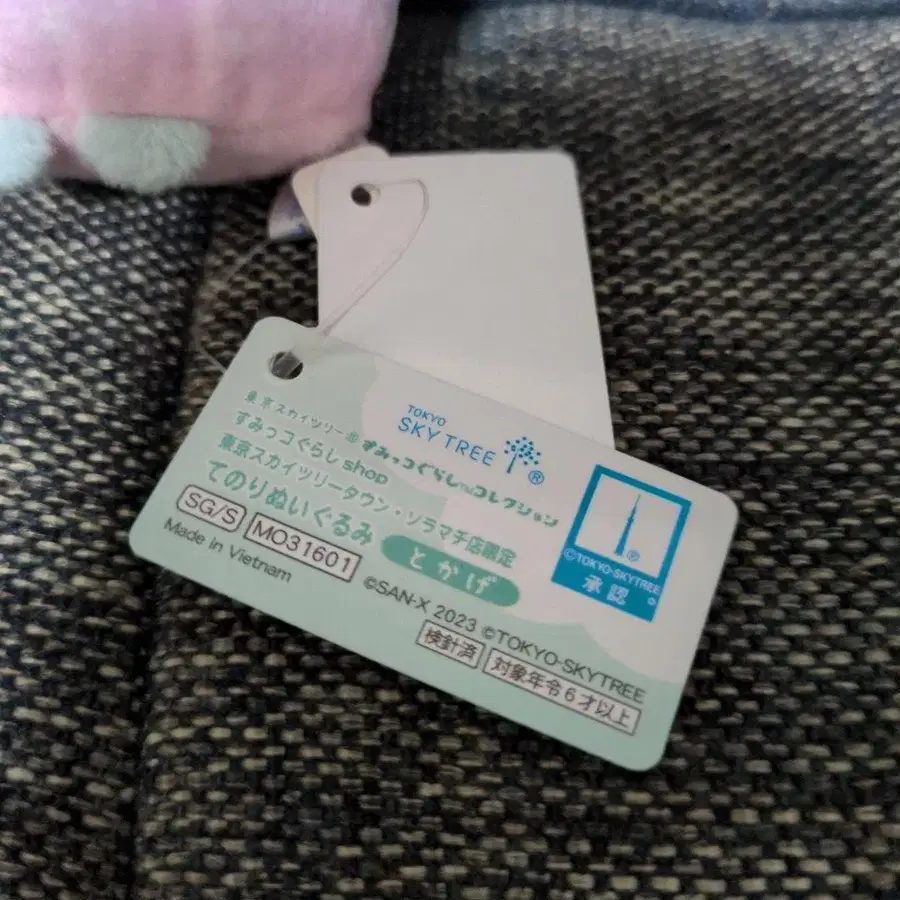 TOKYO
SKYTREE®
東京スカイツリー® すみっコぐらし™コレクション
すみっコぐらし shop
東京スカイツリータウン・ソラマチ店限定
てのりぬいぐるみ とかげ
SG/S MO31601
Made in Vietnam
©SAN-X 2023 ©TOKYO-SKYTREE
検針済 対象年令6才以上
©TOKYO-SKYTREE
承認